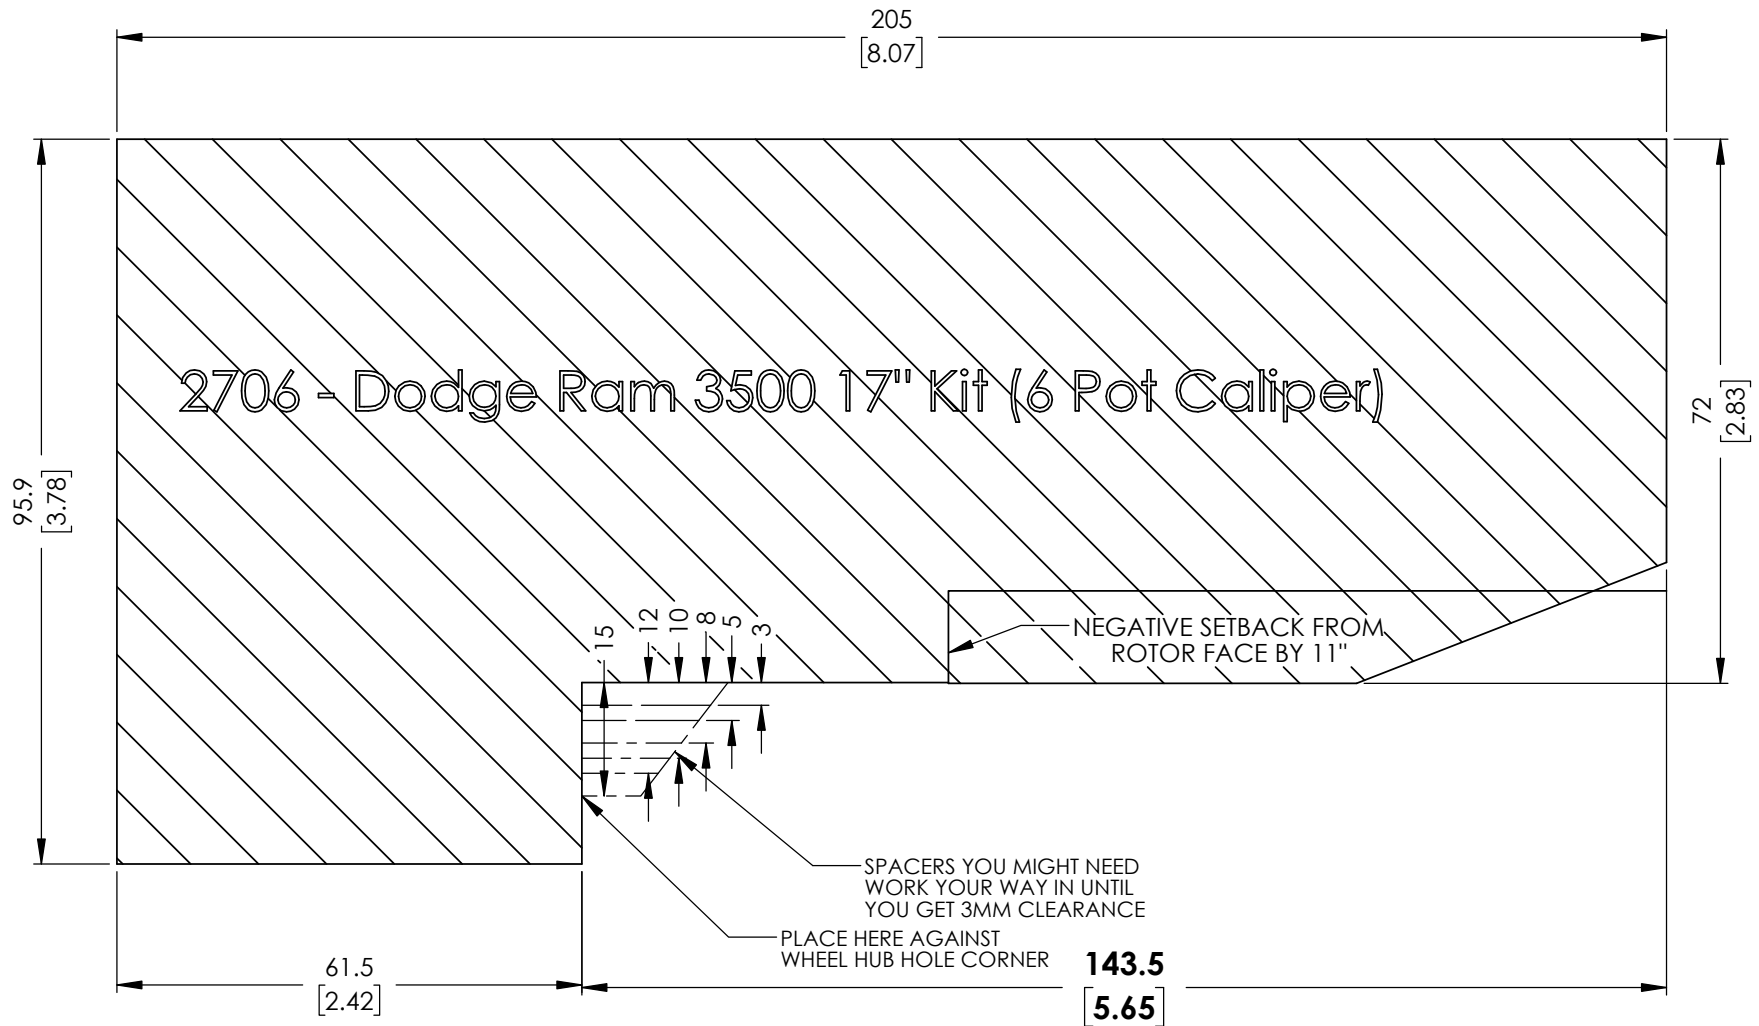 205
[8.07]
95.9
[3.78]
72
[2.83]
2706 - Dodge Ram 3500 17" Kit (6 Pot Caliper)
15
12
10
8
5
3
NEGATIVE SETBACK FROM
ROTOR FACE BY 11"
SPACERS YOU MIGHT NEED
WORK YOUR WAY IN UNTIL
YOU GET 3MM CLEARANCE
PLACE HERE AGAINST
WHEEL HUB HOLE CORNER
61.5
[2.42]
143.5
[5.65]